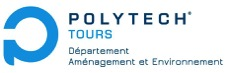 POLYTECH®
TOURS
Département
Aménagement et Environnement